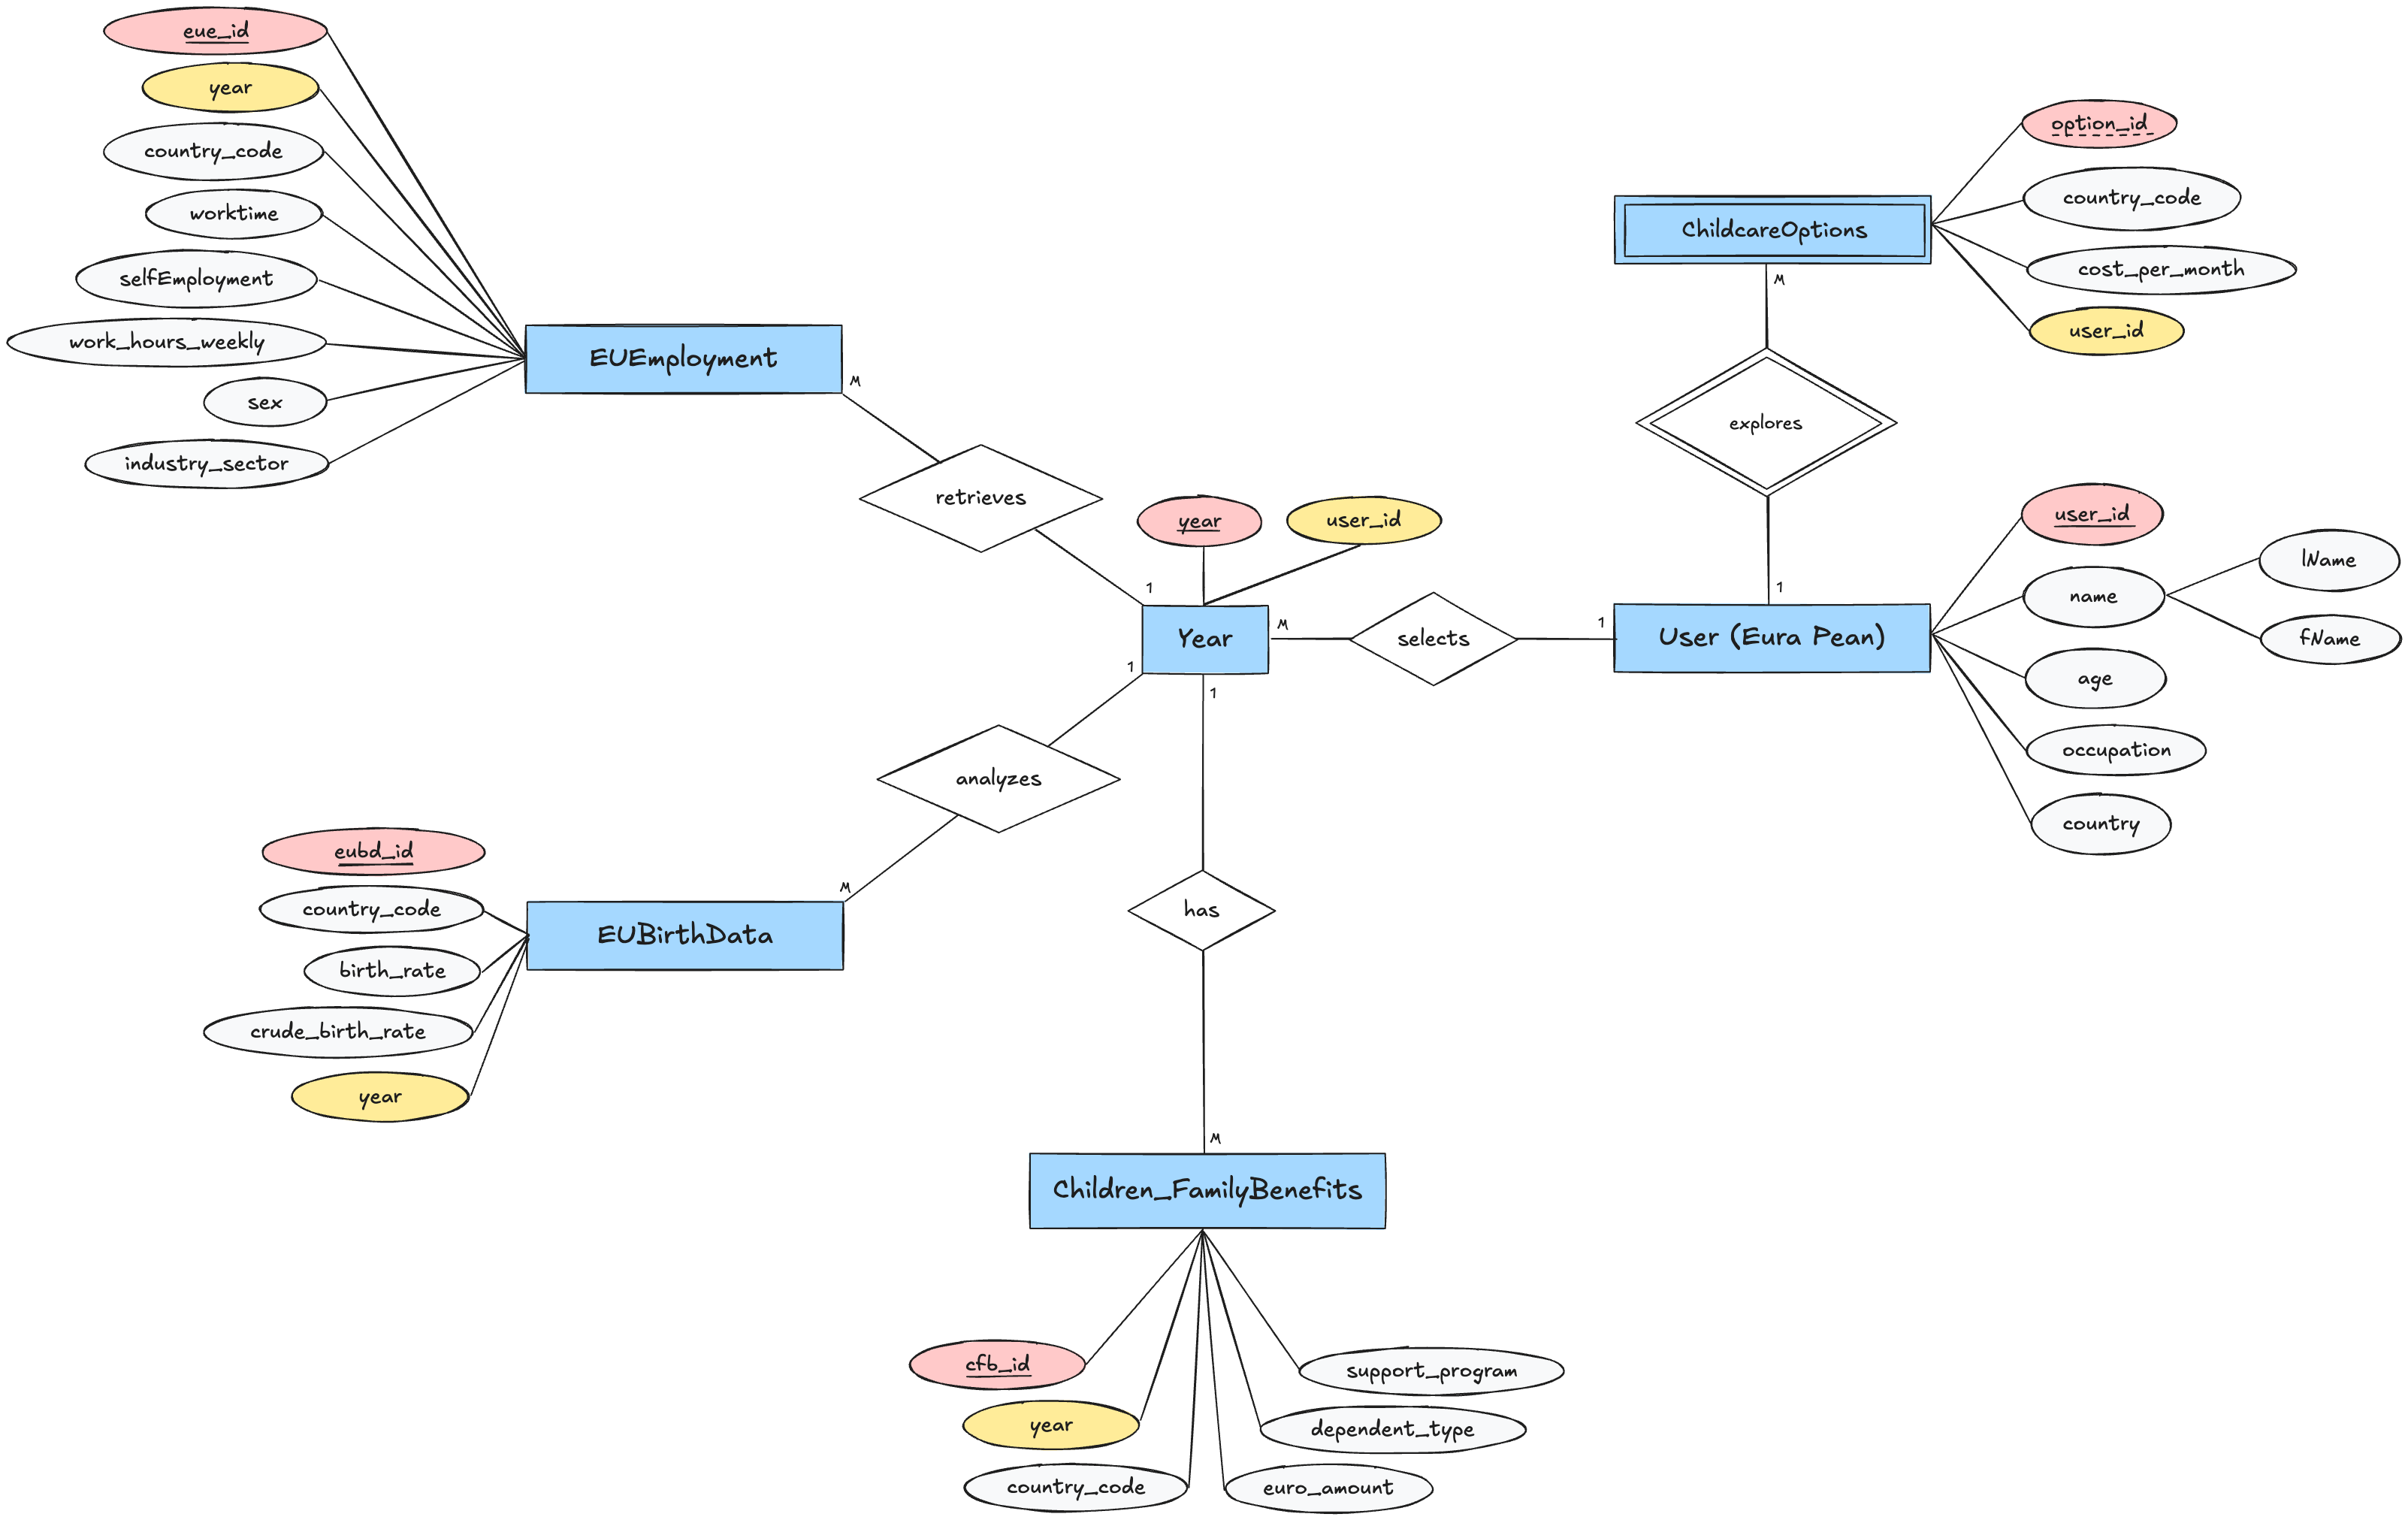 eue_id
year
country_code
worktime
selfEmployment
work_hours_weekly
sex
industry_sector
EUEmployment
M
retrieves
1
year
user_id
Year
M
selects
1
User (Eura Pean)
ChildcareOptions
M
explores
1
option_id
country_code
cost_per_month
user_id
user_id
name
lName
fName
age
occupation
country
1
analyzes
M
eubd_id
country_code
birth_rate
crude_birth_rate
year
EUBirthData
1
has
M
Children_FamilyBenefits
cfb_id
year
country_code
support_program
dependent_type
euro_amount